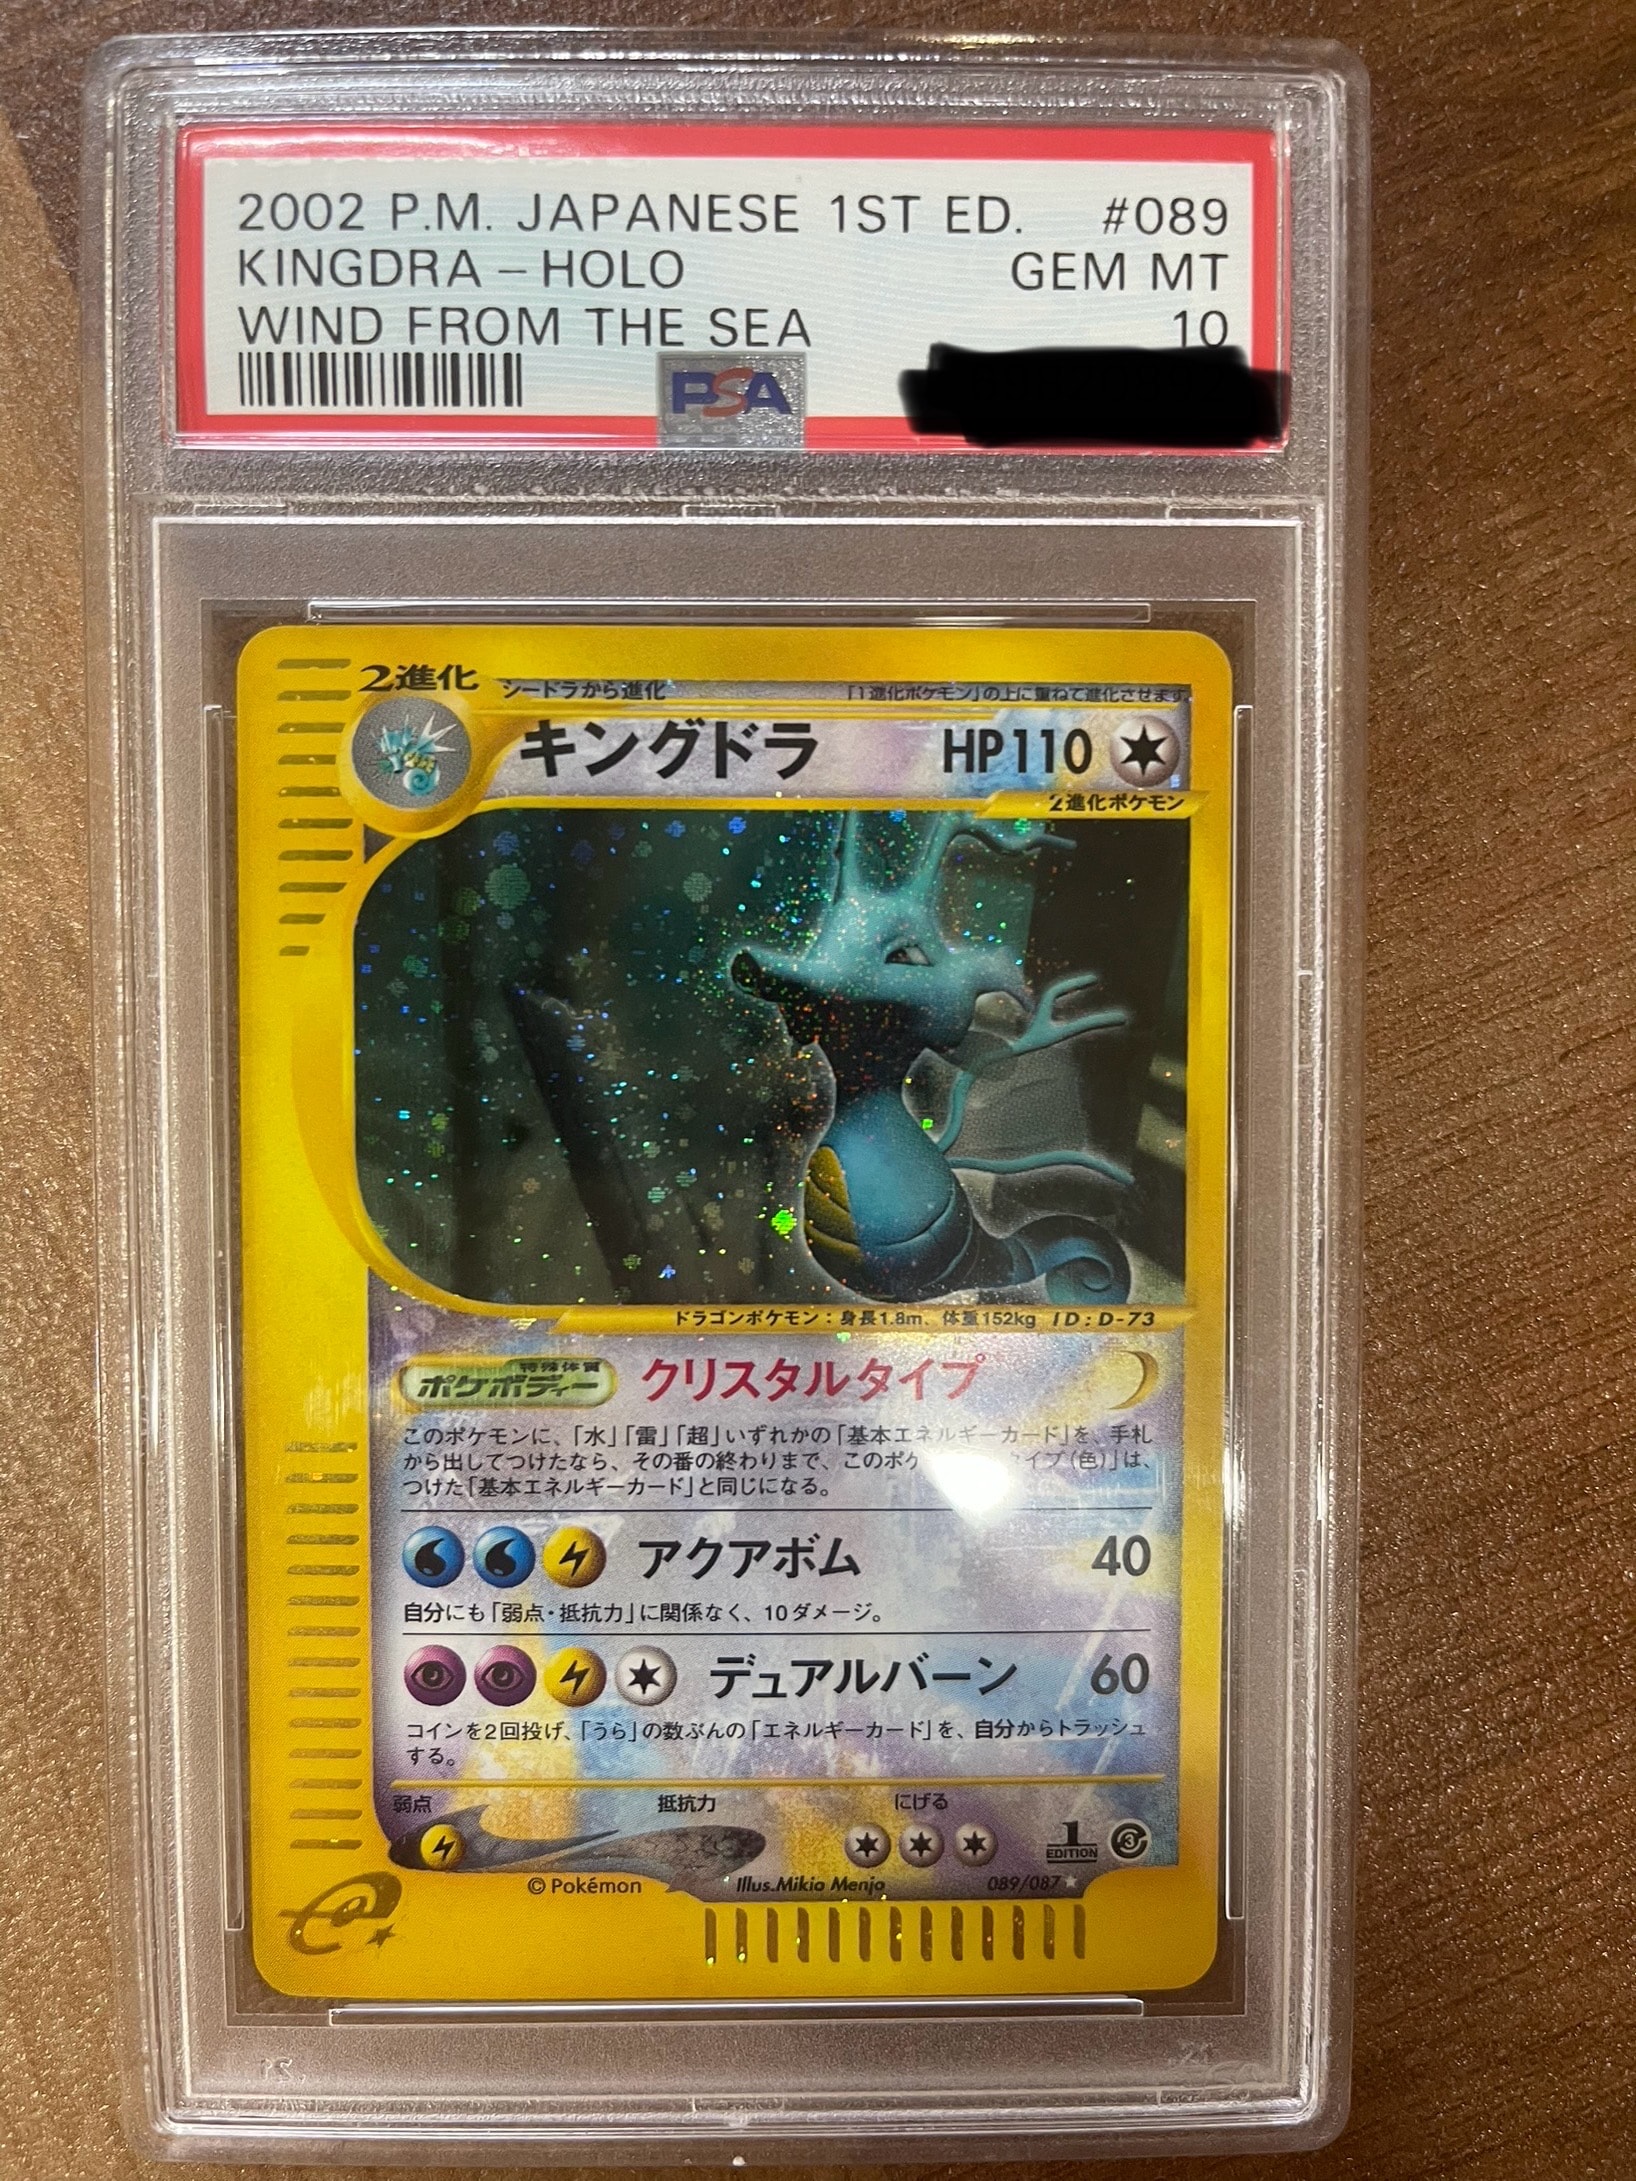 2002 P.M. JAPANESE 1ST ED. #089
KINGDRA - HOLO GEM MT
WIND FROM THE SEA 10
PSA
2進化 シードラから進化 「1進化ポケモン」の上に重ねて進化させます。
キングドラ HP110
2進化ポケモン
ドラゴンポケモン：身長1.8m、体重152kg ID：D-73
特殊体質
ポケボディー クリスタルタイプ
このポケモンに、「水」「雷」「超」いずれかの「基本エネルギーカード」を、手札
から出してつけたなら、その番の終わりまで、このポケ イプ(色)」は、
つけた「基本エネルギーカード」と同じになる。
アクアボム 40
自分にも「弱点・抵抗力」に関係なく、10ダメージ。
デュアルバーン 60
コインを2回投げ、「うら」の数ぶんの「エネルギーカード」を、自分からトラッシュ
する。
弱点 抵抗力 にげる
1 EDITION 3
©Pokémon Illus.Mikio Menjo 089/087★
e